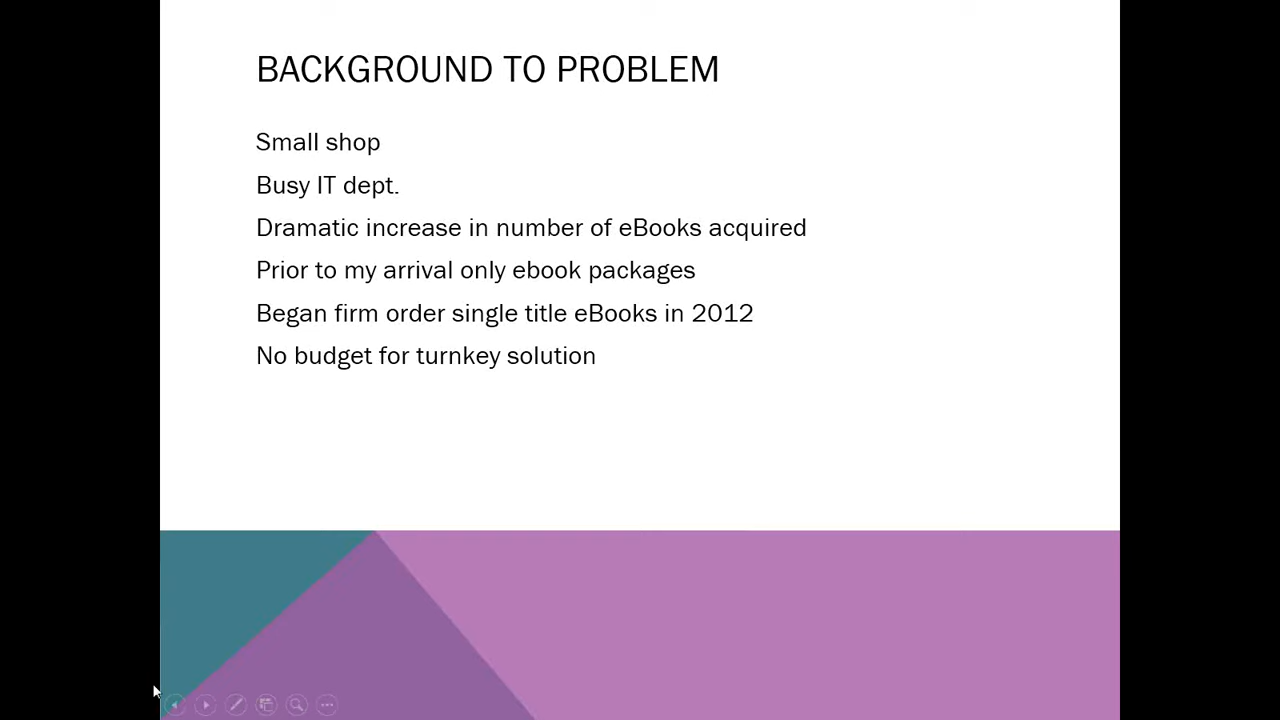 BACKGROUND TO PROBLEM
Small shop
Busy IT dept.
Dramatic increase in number of eBooks acquired
Prior to my arrival only ebook packages
Began firm order single title eBooks in 2012
No budget for turnkey solution